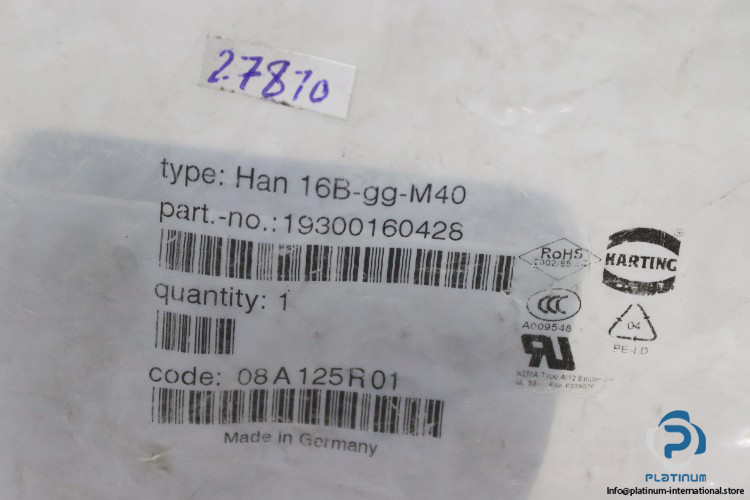 27810
type: Han 16B-gg-M40
part.-no.:19300160428
RoHS
HARTING
®
quantity: 1
CCC
A009548
04
PE-LD
code: 08A125R01
Made in Germany
PLATINUM
Info@platinum-international.store